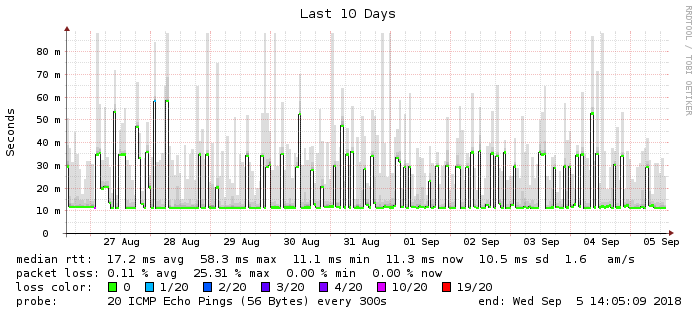 Last 10 Days
RRDTOOL / TOBI OETIKER
Seconds
80 m
70 m
60 m
50 m
40 m
30 m
20 m
10 m
0
27 Aug 28 Aug 29 Aug 30 Aug 31 Aug 01 Sep 02 Sep 03 Sep 04 Sep 05 Sep
median rtt: 17.2 ms avg 58.3 ms max 11.1 ms min 11.3 ms now 10.5 ms sd 1.6 am/s
packet loss: 0.11 % avg 25.31 % max 0.00 % min 0.00 % now
loss color: 0 1/20 2/20 3/20 4/20 10/20 19/20
probe: 20 ICMP Echo Pings (56 Bytes) every 300s end: Wed Sep 5 14:05:09 2018